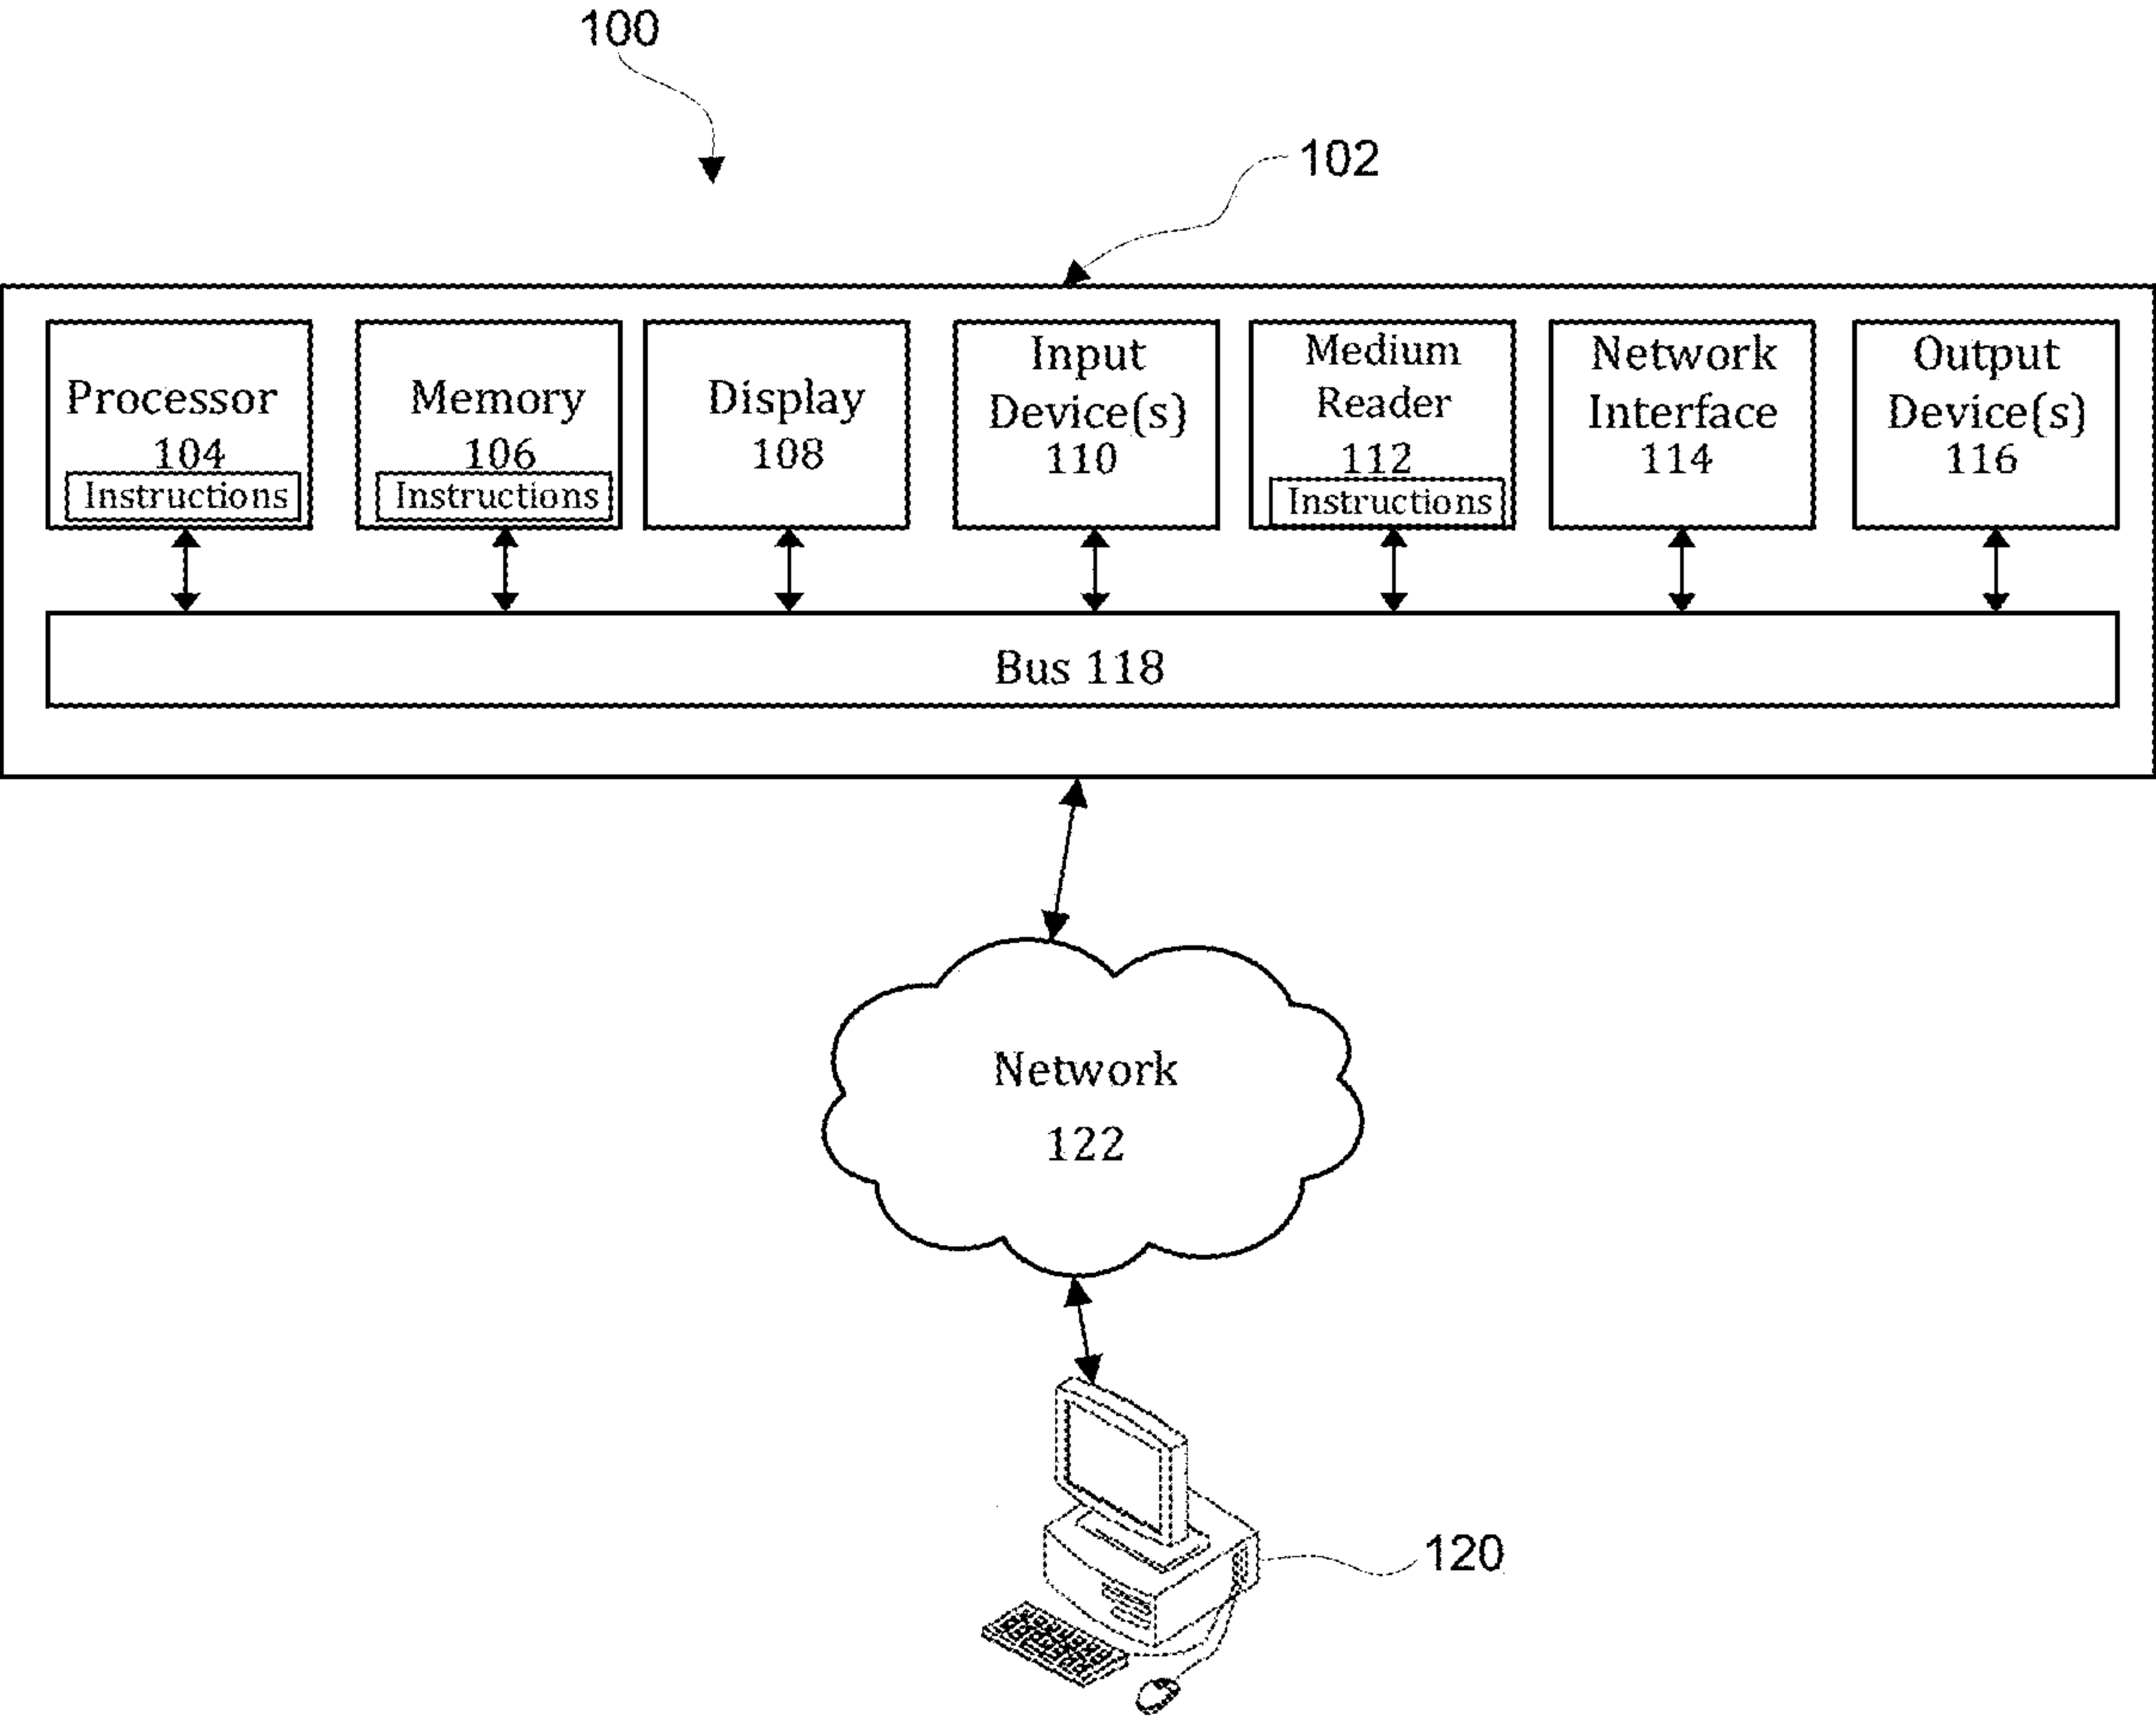 100
102
Processor
104
Instructions
Memory
106
Instructions
Display
108
Input
Device(s)
110
Medium
Reader
112
Instructions
Network
Interface
114
Output
Device(s)
116
Bus 118
Network
122
120